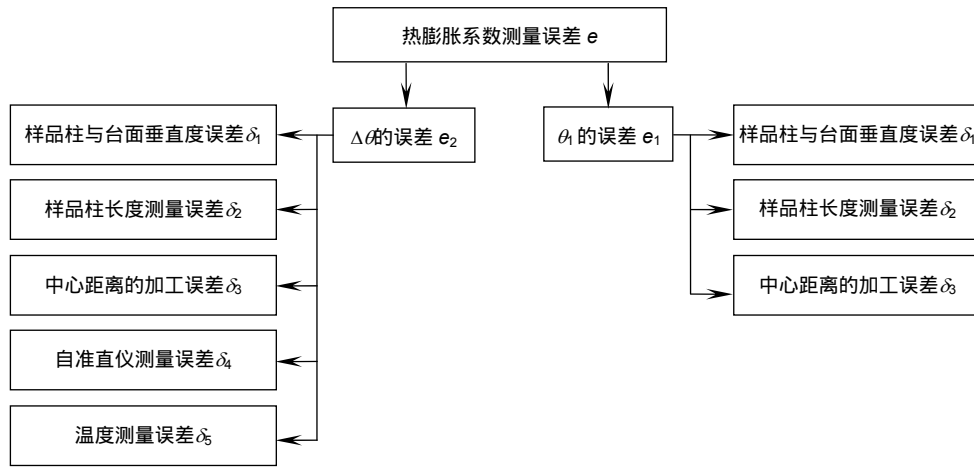 热膨胀系数测量误差 e
样品柱与台面垂直度误差δ₁
Δθ的误差 e₂
θ₁的误差 e₁
样品柱与台面垂直度误差δ₁
样品柱长度测量误差δ₂
样品柱长度测量误差δ₂
中心距离的加工误差δ₃
中心距离的加工误差δ₃
自准直仪测量误差δ₄
温度测量误差δ₅